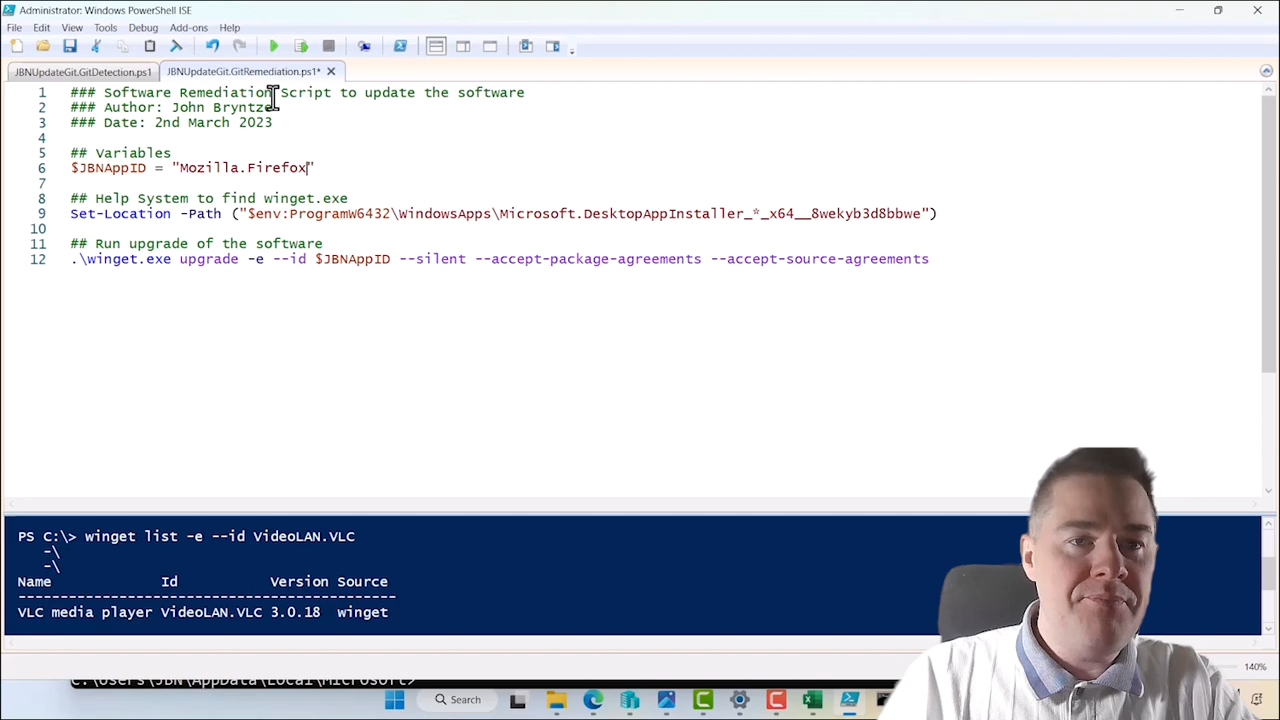 Administrator: Windows PowerShell ISE
File Edit View Tools Debug Add-ons Help
JBNUpdateGit.GitDetection.ps1 JBNUpdateGit.GitRemediation.ps1* X
1 ### Software Remediation Script to update the software
2 ### Author: John Bryntze
3 ### Date: 2nd March 2023
4
5 ## Variables
6 $JBNAppID = "Mozilla.Firefox"
7
8 ## Help System to find winget.exe
9 Set-Location -Path ("$env:ProgramW6432\WindowsApps\Microsoft.DesktopAppInstaller_*_x64__8wekyb3d8bbwe")
10
11 ## Run upgrade of the software
12 .\winget.exe upgrade -e --id $JBNAppID --silent --accept-package-agreements --accept-source-agreements
PS C:\> winget list -e --id VideoLAN.VLC
-\
-\
Name Id Version Source
---------------------------------------------
VLC media player VideoLAN.VLC 3.0.18 winget
140%
C:\Users\JBN\AppData\Local\Microsoft>
Search